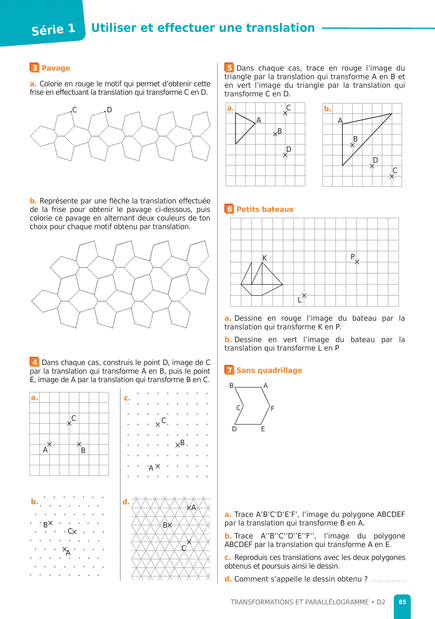 Série 1
Utiliser et effectuer une translation
3 Pavage
a. Colorie en rouge le motif qui permet d'obtenir cette
frise en effectuant la translation qui transforme C en D.
C
D
b. Représente par une flèche la translation effectuée
de la frise pour obtenir le pavage ci-dessous, puis
colorie ce pavage en alternant deux couleurs de ton
choix pour chaque motif obtenu par translation.
4 Dans chaque cas, construis le point D, image de C
par la translation qui transforme A en B, puis le point
E, image de A par la translation qui transforme B en C.
a.
C
A
B
c.
C
B
A
b.
B
C
A
d.
A
B
C
5 Dans chaque cas, trace en rouge l'image du
triangle par la translation qui transforme A en B et
en vert l'image du triangle par la translation qui
transforme C en D.
a.
C
A
B
D
b.
A
B
D
C
6 Petits bateaux
K
P
L
a. Dessine en rouge l'image du bateau par la
translation qui transforme K en P.
b. Dessine en vert l'image du bateau par la
translation qui transforme L en P
7 Sans quadrillage
B
A
C
F
D
E
a. Trace A'B'C'D'E'F', l'image du polygone ABCDEF
par la translation qui transforme B en A.
b. Trace A''B''C''D''E''F'', l'image du polygone
ABCDEF par la translation qui transforme A en E.
c. Reproduis ces translations avec les deux polygones
obtenus et poursuis ainsi le dessin.
d. Comment s'appelle le dessin obtenu ? ...............
TRANSFORMATIONS ET PARALLÉLOGRAMME • D2
85